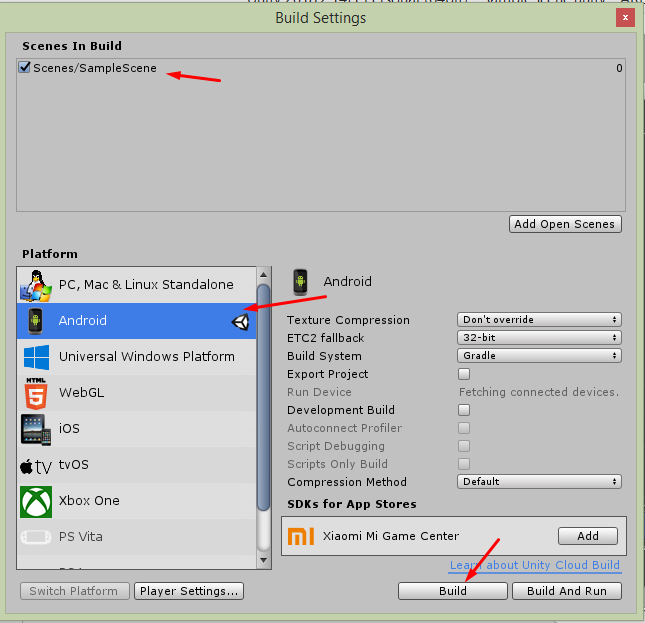 Build Settings
x
Scenes In Build
Scenes/SampleScene 0
Add Open Scenes
Platform
PC, Mac & Linux Standalone
Android
Universal Windows Platform
HTML
5
WebGL
iOS
tv tvOS
Xbox One
PS Vita
Android
Texture Compression Don't override
ETC2 fallback 32-bit
Build System Gradle
Export Project
Run Device Fetching connected devices.
Development Build
Autoconnect Profiler
Script Debugging
Scripts Only Build
Compression Method Default
SDKs for App Stores
mi Xiaomi Mi Game Center Add
Learn about Unity Cloud Build
Switch Platform Player Settings... Build Build And Run